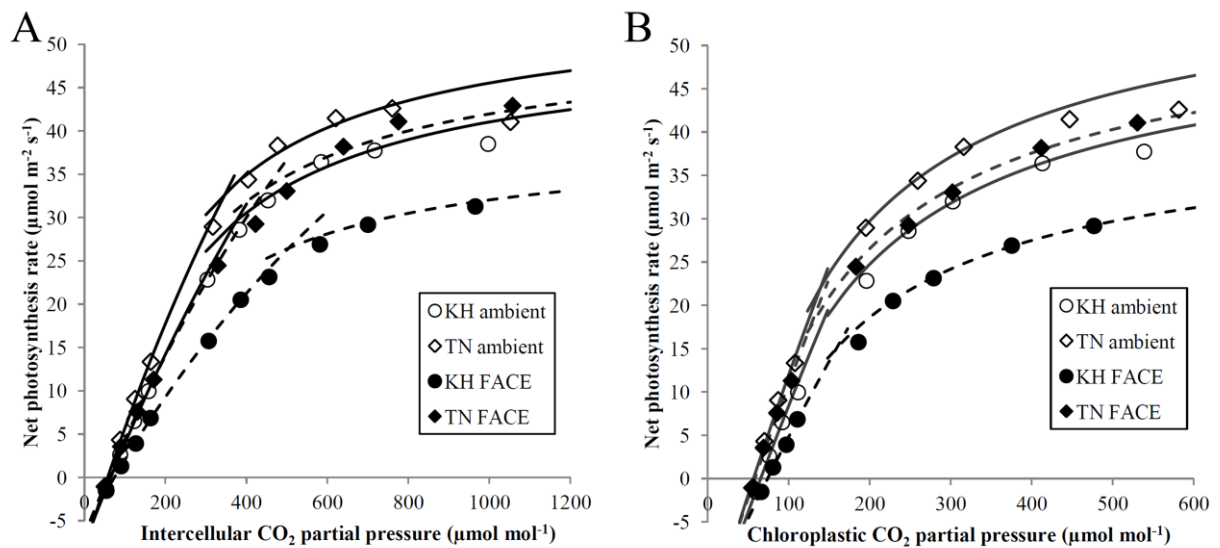 A
Net photosynthesis rate (μmol m⁻² s⁻¹)
50
45
40
35
30
25
20
15
10
5
0
-5
0
200
400
600
800
1000
1200
Intercellular CO₂ partial pressure (μmol mol⁻¹)
KH ambient
TN ambient
KH FACE
TN FACE
B
Net photosynthesis rate (μmol m⁻² s⁻¹)
50
45
40
35
30
25
20
15
10
5
0
-5
0
100
200
300
400
500
600
Chloroplastic CO₂ partial pressure (μmol mol⁻¹)
KH ambient
TN ambient
KH FACE
TN FACE